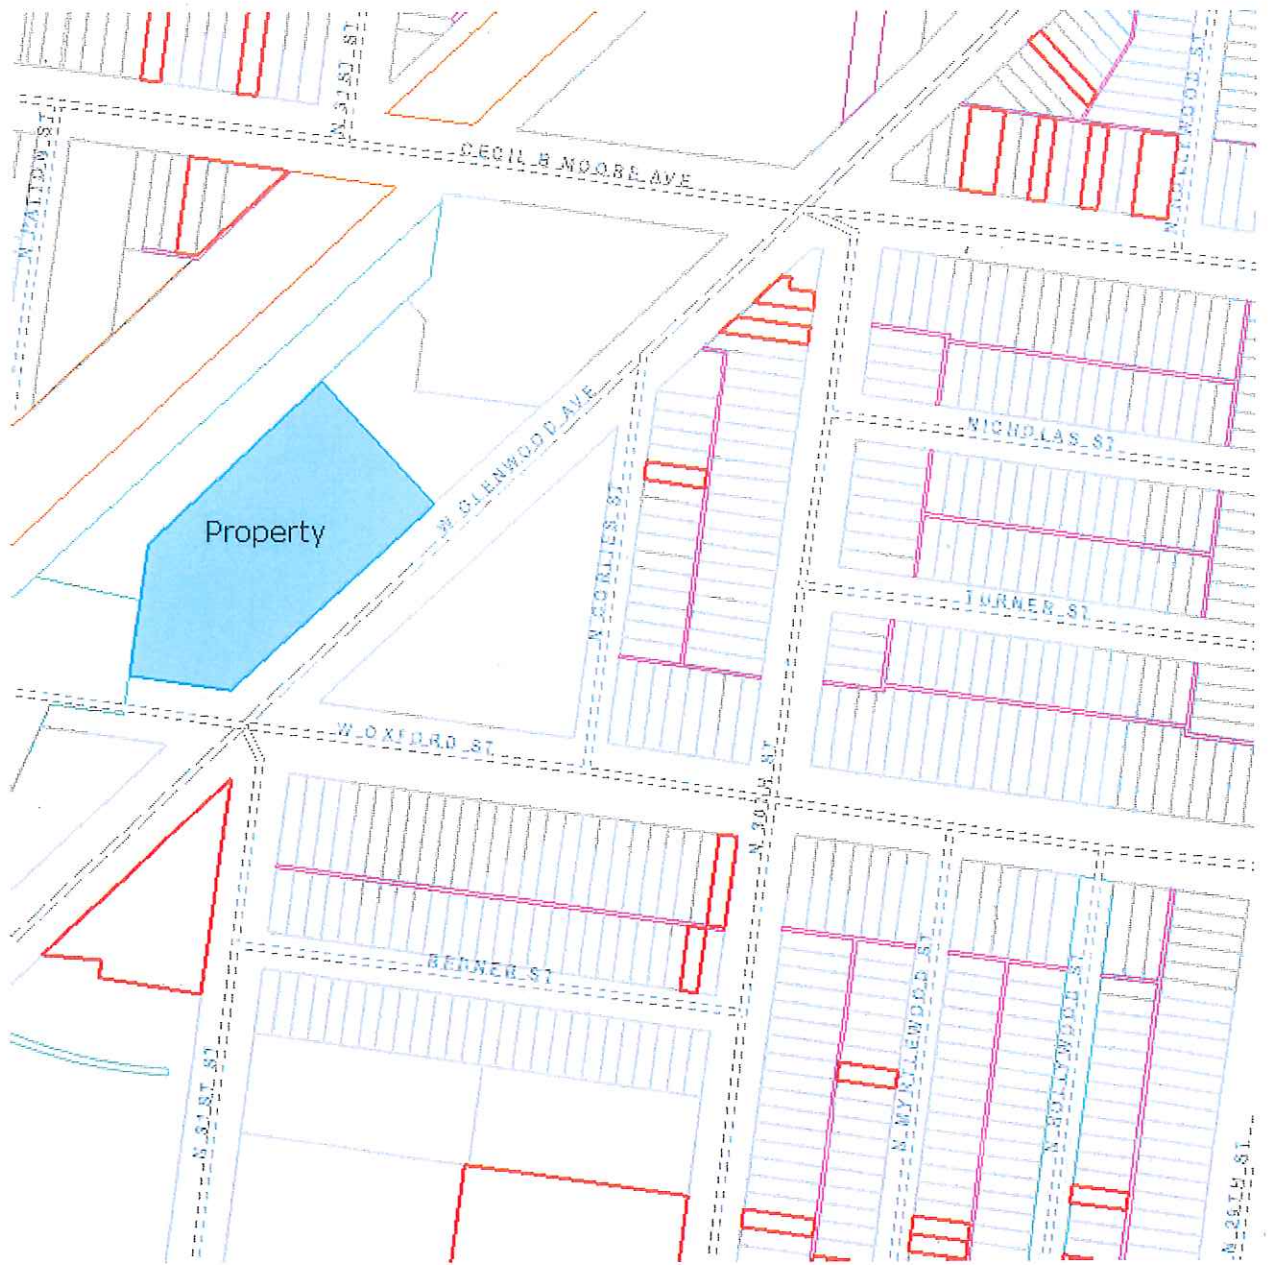 N 31ST ST
N HOLLYWOOD ST
CECIL B MOORE AVE
N PATTON ST
W GLENWOOD AVE
NICHOLAS ST
Property
N CORLIES ST
TURNER ST
W OXFORD ST
N 30TH ST
BERNER ST
N MYRTLEWOOD ST
N HOLLYWOOD ST
N 31ST ST
N 29TH ST